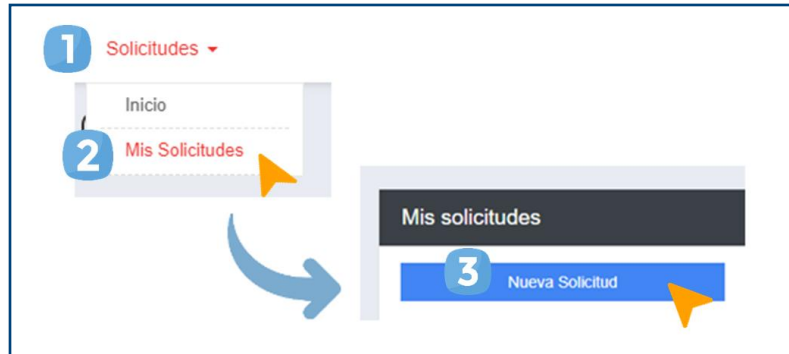 1 Solicitudes
Inicio
2 Mis Solicitudes
Mis solicitudes
3 Nueva Solicitud